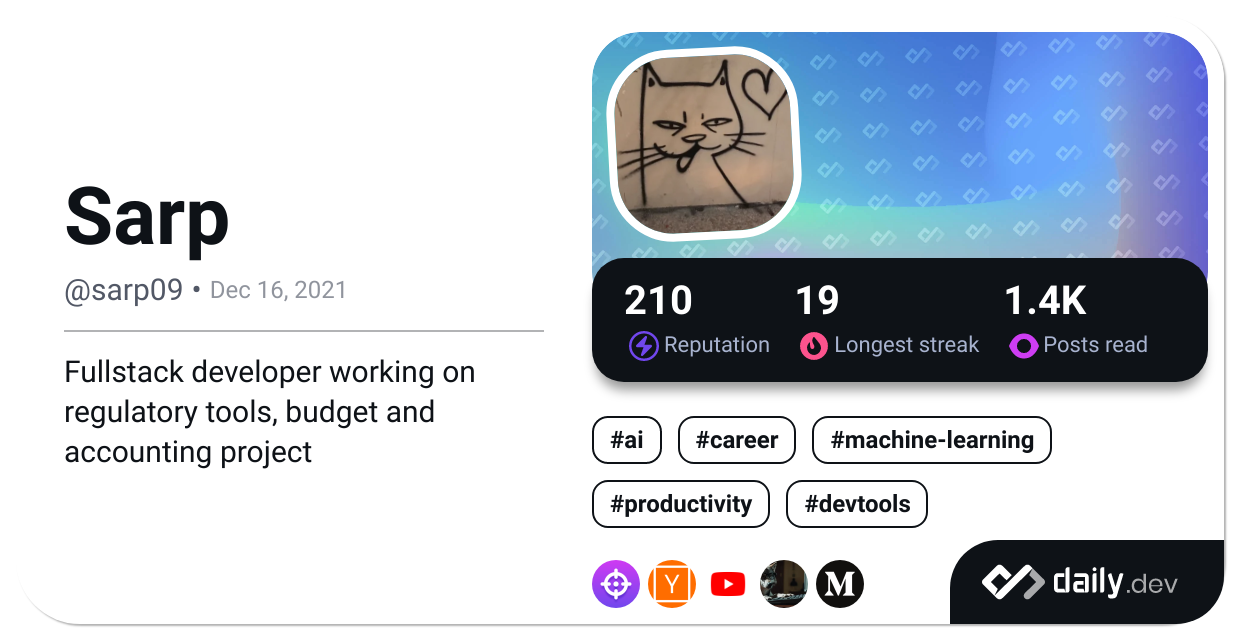 Sarp
@sarp09 • Dec 16, 2021
Fullstack developer working on
regulatory tools, budget and
accounting project
210 19 1.4K
Reputation Longest streak Posts read
#ai #career #machine-learning
#productivity #devtools
Y M
daily.dev